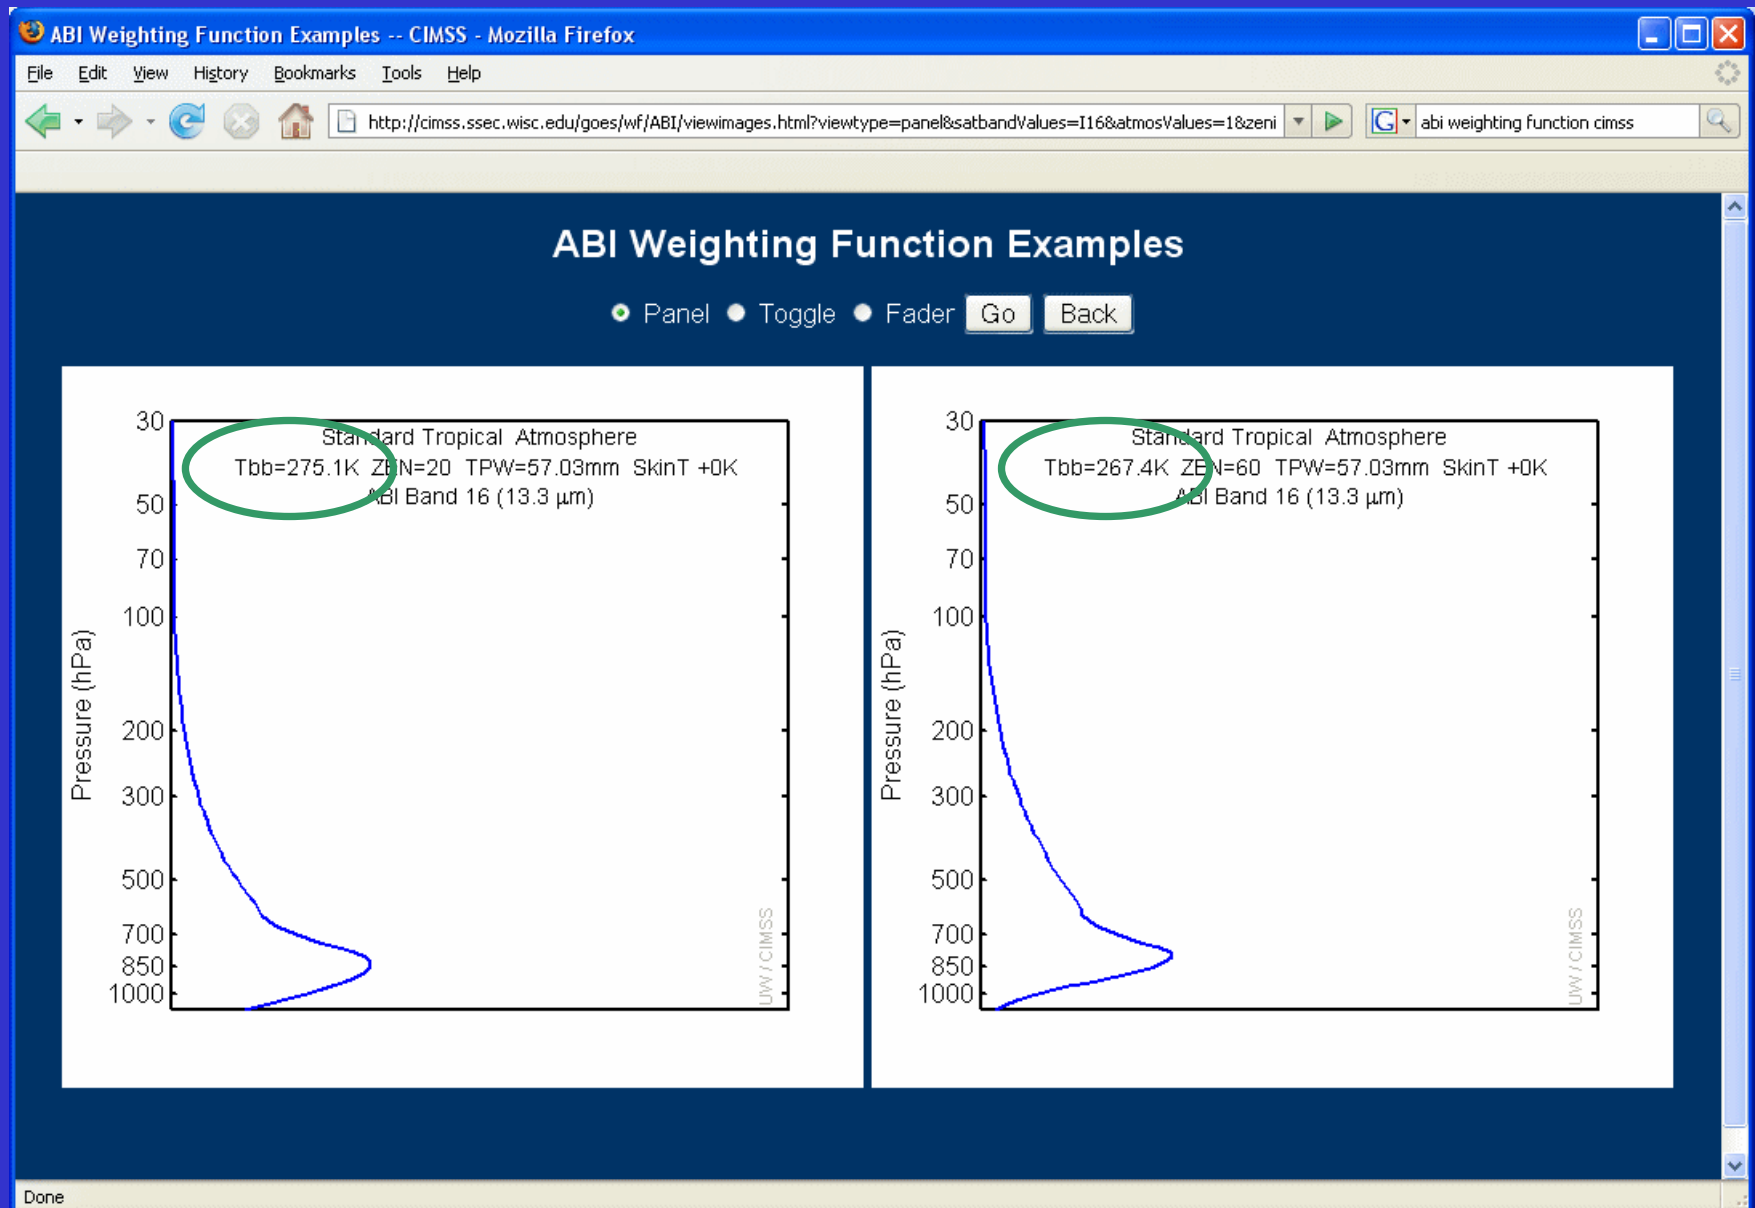 ABI Weighting Function Examples -- CIMSS - Mozilla Firefox
File Edit View History Bookmarks Tools Help
http://cimss.ssec.wisc.edu/goes/wf/ABI/viewimages.html?viewtype=panel&satbandValues=I16&atmosValues=1&zeni
G abi weighting function cimss
ABI Weighting Function Examples
Panel Toggle Fader Go Back
Standard Tropical Atmosphere
Tbb=275.1K ZEN=20 TPW=57.03mm SkinT +0K
ABI Band 16 (13.3 µm)
Pressure (hPa)
30
50
70
100
200
300
500
700
850
1000
UW / CIMSS
Standard Tropical Atmosphere
Tbb=267.4K ZEN=60 TPW=57.03mm SkinT +0K
ABI Band 16 (13.3 µm)
Pressure (hPa)
30
50
70
100
200
300
500
700
850
1000
UW / CIMSS
Done